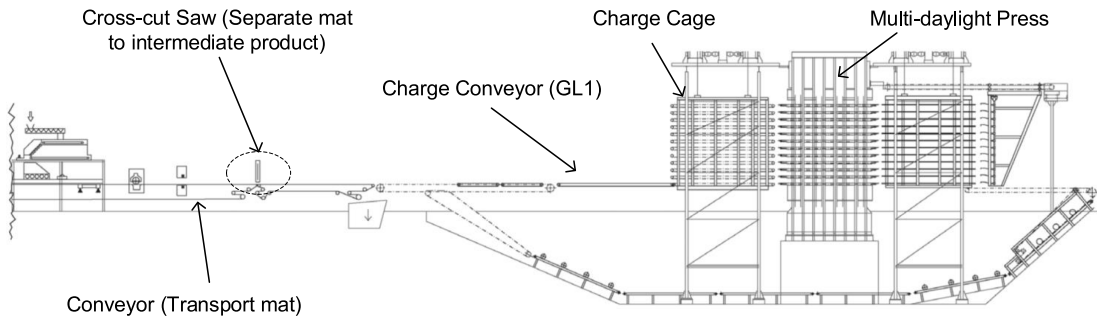 Cross-cut Saw (Separate mat
to intermediate product)
Charge Cage
Multi-daylight Press
Charge Conveyor (GL1)
Conveyor (Transport mat)